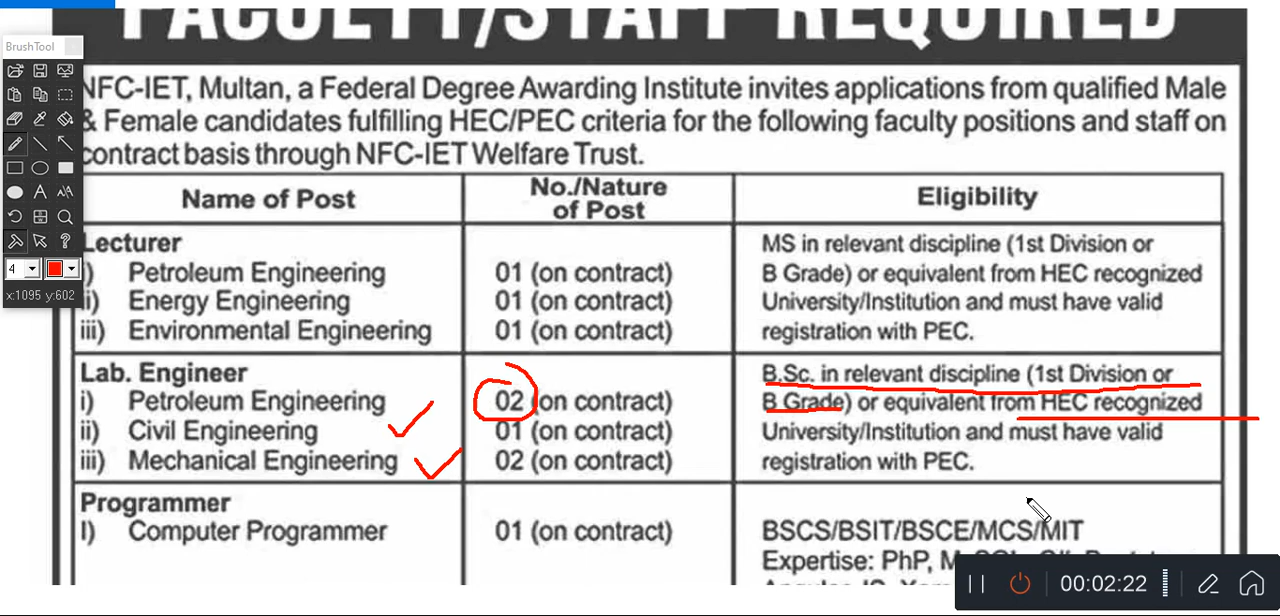 FACULTY/STAFF REQUIRED
BrushTool
NFC-IET, Multan, a Federal Degree Awarding Institute invites applications from qualified Male
& Female candidates fulfilling HEC/PEC criteria for the following faculty positions and staff on
contract basis through NFC-IET Welfare Trust.
Name of Post
No./Nature
of Post
Eligibility
Lecturer
i) Petroleum Engineering 01 (on contract)
ii) Energy Engineering 01 (on contract)
iii) Environmental Engineering 01 (on contract)
MS in relevant discipline (1st Division or
B Grade) or equivalent from HEC recognized
University/Institution and must have valid
registration with PEC.
Lab. Engineer
i) Petroleum Engineering 02 (on contract)
ii) Civil Engineering 01 (on contract)
iii) Mechanical Engineering 02 (on contract)
B.Sc. in relevant discipline (1st Division or
B Grade) or equivalent from HEC recognized
University/Institution and must have valid
registration with PEC.
Programmer
I) Computer Programmer 01 (on contract)
BSCS/BSIT/BSCE/MCS/MIT
Expertise: PhP,
4
x:1095 y:602
00:02:22